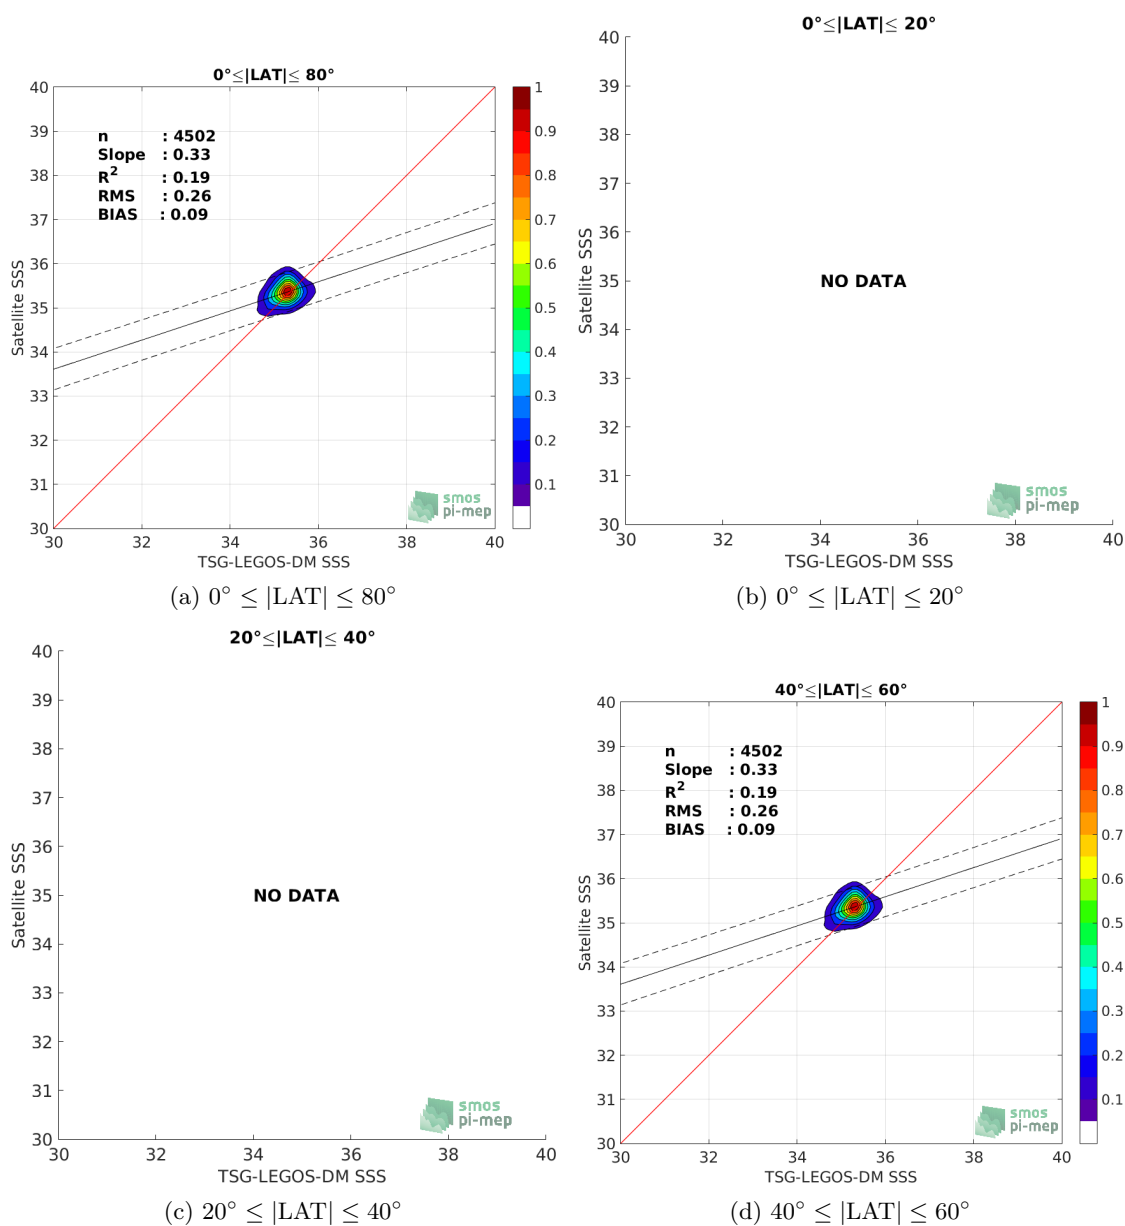 0°≤|LAT|≤ 80°
40
39
38
37
36
35
34
33
32
31
30
Satellite SSS
n : 4502
Slope : 0.33
R² : 0.19
RMS : 0.26
BIAS : 0.09
smos
pi-mep
30 32 34 36 38 40
TSG-LEGOS-DM SSS
1
0.9
0.8
0.7
0.6
0.5
0.4
0.3
0.2
0.1
(a) 0° ≤ |LAT| ≤ 80°
0°≤|LAT|≤ 20°
40
39
38
37
36
35
34
33
32
31
30
Satellite SSS
NO DATA
smos
pi-mep
30 32 34 36 38 40
TSG-LEGOS-DM SSS
(b) 0° ≤ |LAT| ≤ 20°
20°≤|LAT|≤ 40°
40
39
38
37
36
35
34
33
32
31
30
Satellite SSS
NO DATA
smos
pi-mep
30 32 34 36 38 40
TSG-LEGOS-DM SSS
(c) 20° ≤ |LAT| ≤ 40°
40°≤|LAT|≤ 60°
40
39
38
37
36
35
34
33
32
31
30
Satellite SSS
n : 4502
Slope : 0.33
R² : 0.19
RMS : 0.26
BIAS : 0.09
smos
pi-mep
30 32 34 36 38 40
TSG-LEGOS-DM SSS
1
0.9
0.8
0.7
0.6
0.5
0.4
0.3
0.2
0.1
(d) 40° ≤ |LAT| ≤ 60°